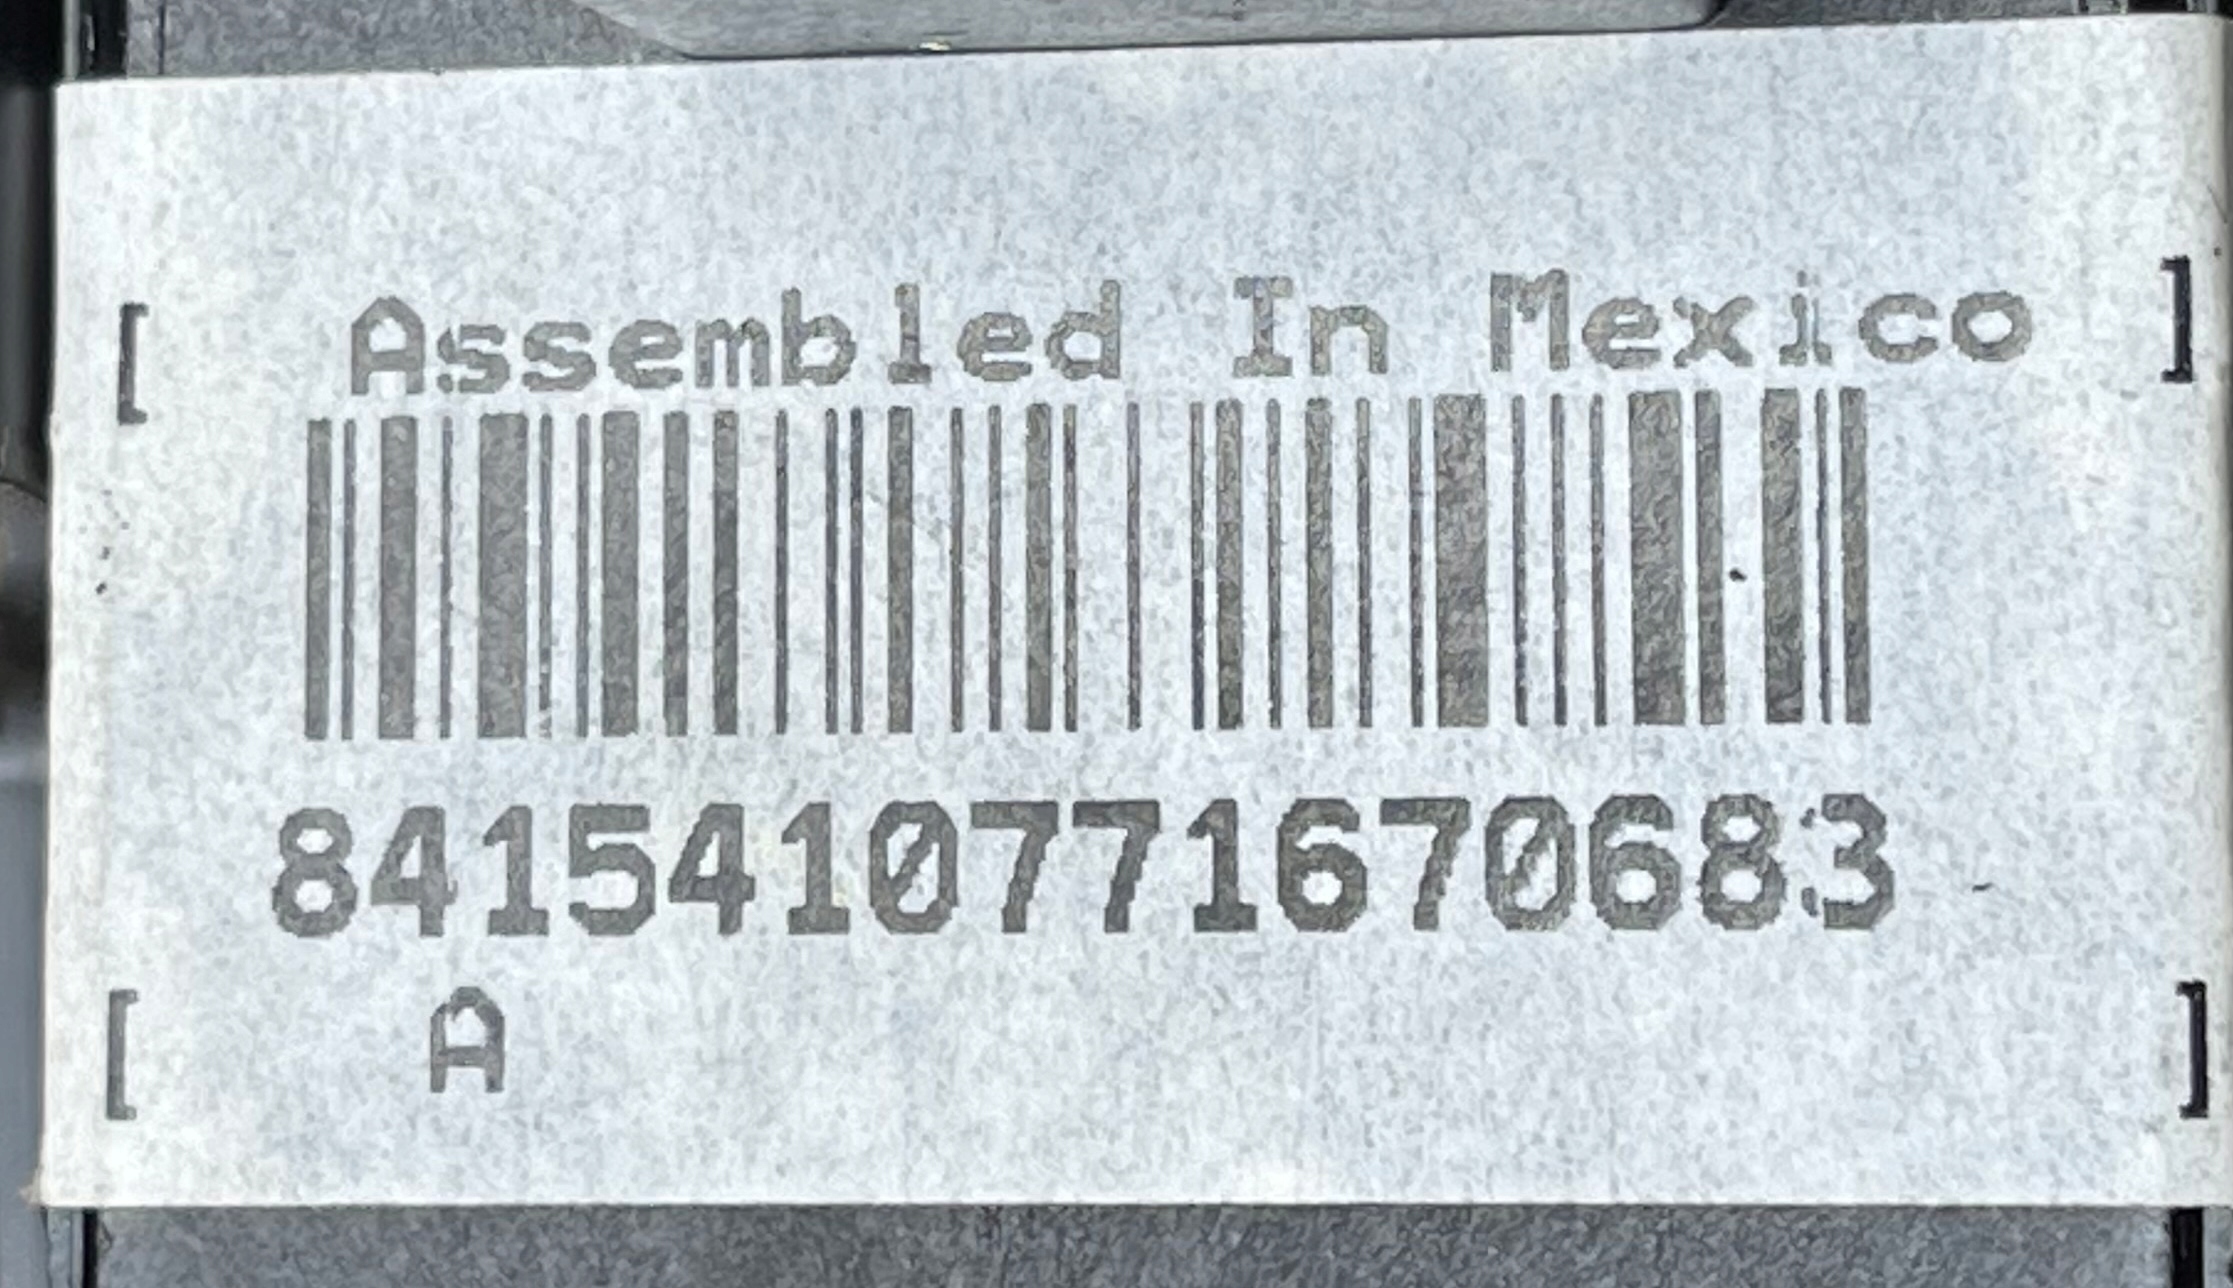 [ Assembled In Mexico ]
8415410771670683
[ A ]